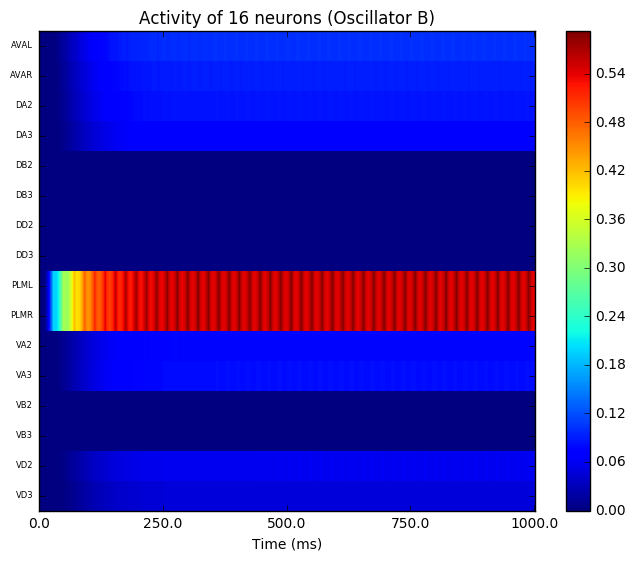 Activity of 16 neurons (Oscillator B)
AVAL
AVAR
DA2
DA3
DB2
DB3
DD2
DD3
PLML
PLMR
VA2
VA3
VB2
VB3
VD2
VD3
0.0 250.0 500.0 750.0 1000.0
Time (ms)
0.54
0.48
0.42
0.36
0.30
0.24
0.18
0.12
0.06
0.00